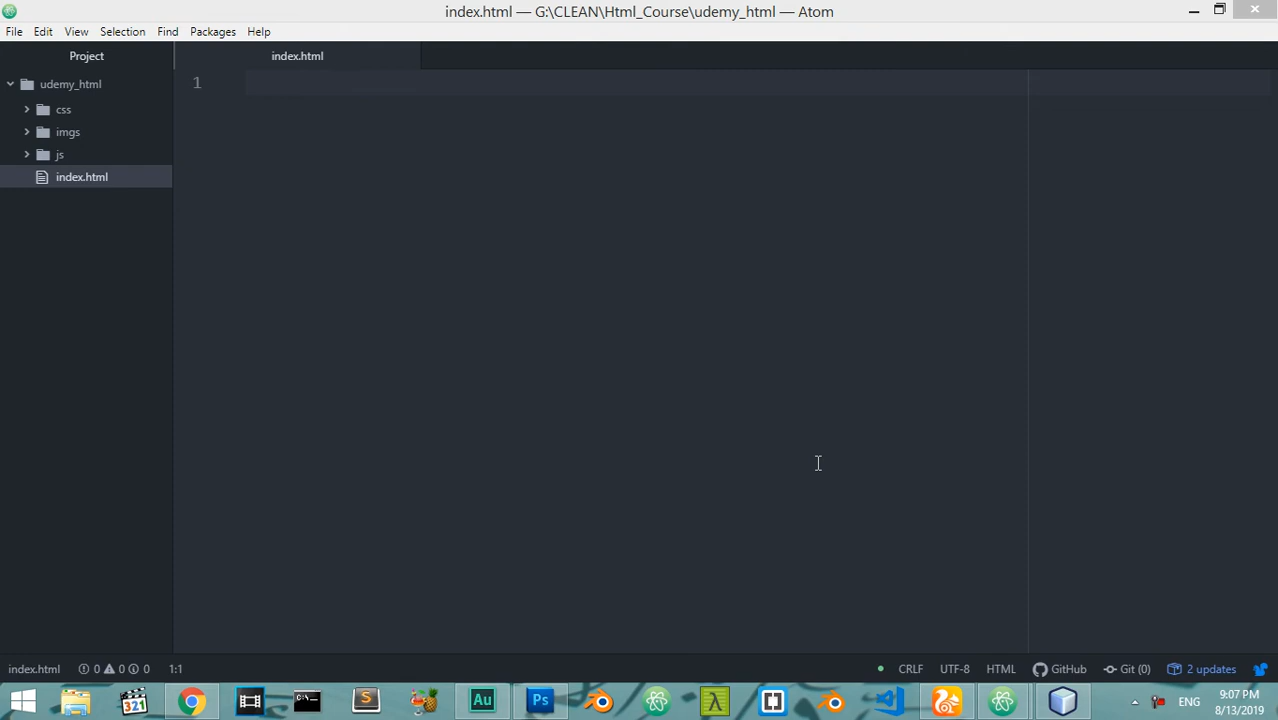 index.html — G:\CLEAN\Html_Course\udemy_html — Atom
File Edit View Selection Find Packages Help
Project
index.html
udemy_html
1
css
imgs
js
index.html
index.html 0 0 0 1:1 CRLF UTF-8 HTML GitHub Git (0) 2 updates
321 C:\ S Au Ps λ ENG
9:07 PM
8/13/2019